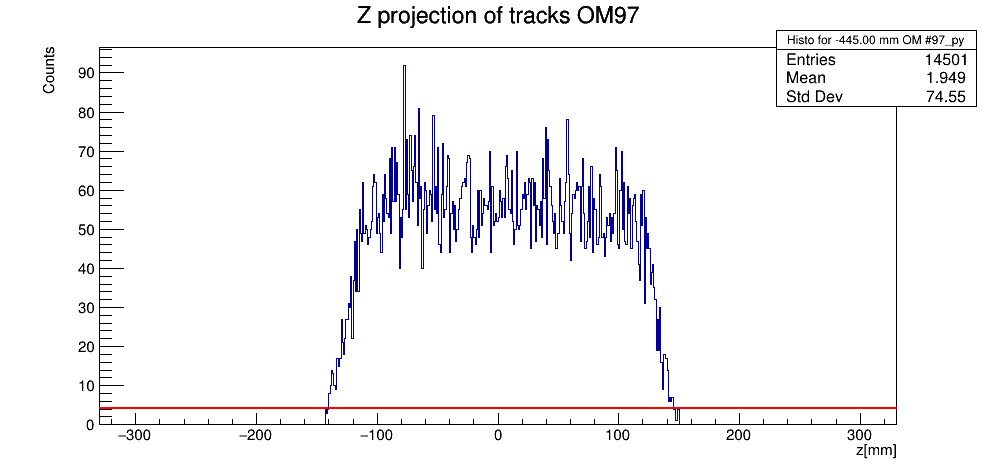 Z projection of tracks OM97
Histo for -445.00 mm OM #97_py
Entries 14501
Mean 1.949
Std Dev 74.55
Counts
90
80
70
60
50
40
30
20
10
0
−300 −200 −100 0 100 200 300
z[mm]